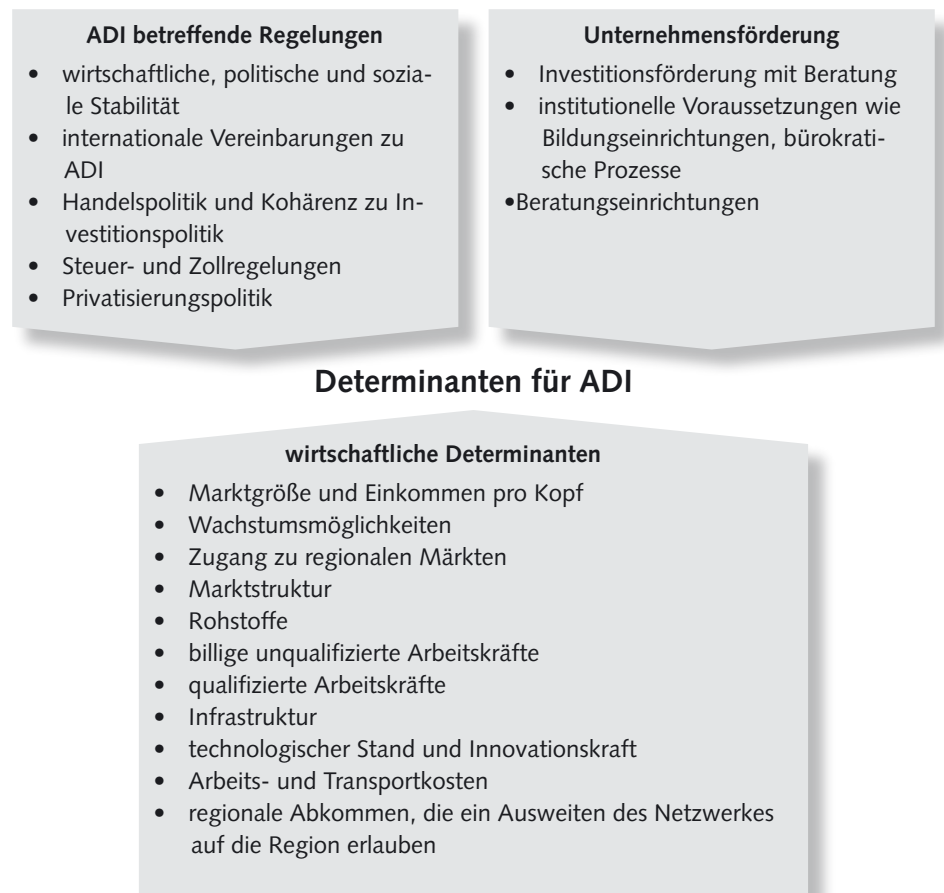 ADI betreffende Regelungen
• wirtschaftliche, politische und sozia-
le Stabilität
• internationale Vereinbarungen zu
ADI
• Handelspolitik und Kohärenz zu In-
vestitionspolitik
• Steuer- und Zollregelungen
• Privatisierungspolitik
Unternehmensförderung
• Investitionsförderung mit Beratung
• institutionelle Voraussetzungen wie
Bildungseinrichtungen, bürokrati-
sche Prozesse
•Beratungseinrichtungen
Determinanten für ADI
wirtschaftliche Determinanten
• Marktgröße und Einkommen pro Kopf
• Wachstumsmöglichkeiten
• Zugang zu regionalen Märkten
• Marktstruktur
• Rohstoffe
• billige unqualifizierte Arbeitskräfte
• qualifizierte Arbeitskräfte
• Infrastruktur
• technologischer Stand und Innovationskraft
• Arbeits- und Transportkosten
• regionale Abkommen, die ein Ausweiten des Netzwerkes
auf die Region erlauben